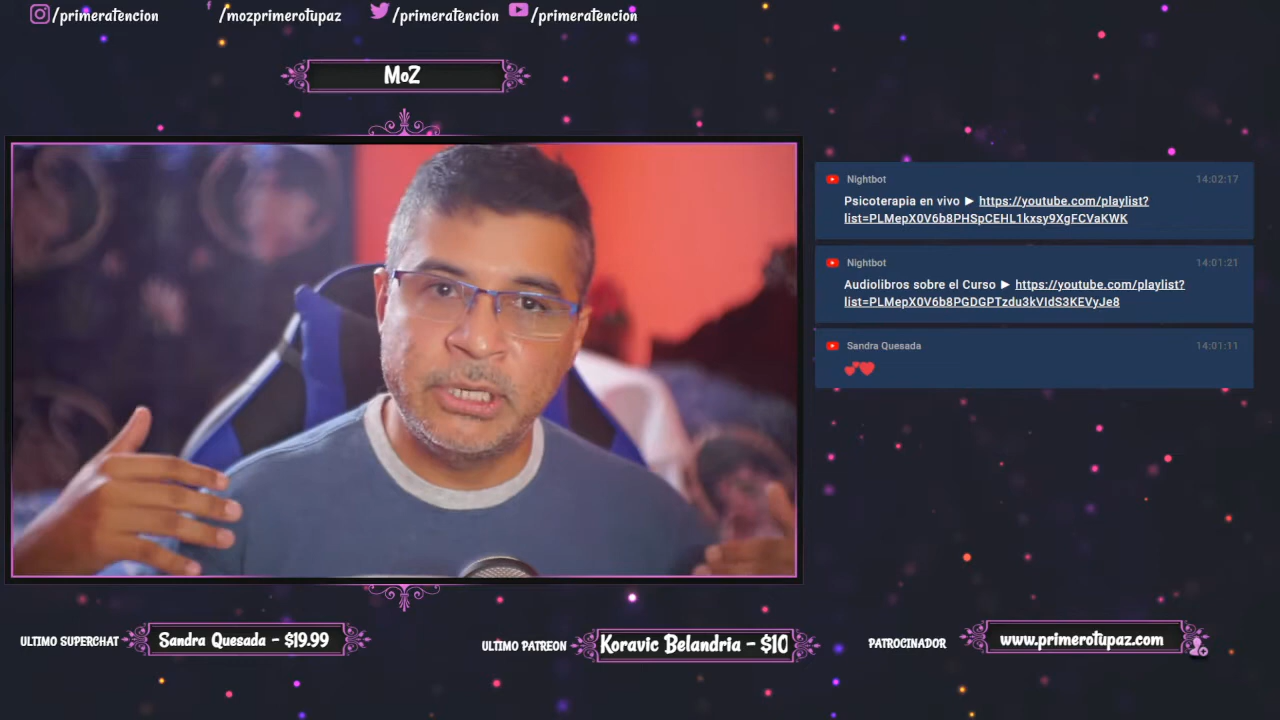 /primeratencion
/mozprimerotupaz
/primeratencion
/primeratencion
MoZ
Nightbot
14:02:17
Psicoterapia en vivo ► https://youtube.com/playlist?
list=PLMepX0V6b8PHSpCEHL1kxsy9XgFCVaKWK
Nightbot
14:01:21
Audiolibros sobre el Curso ► https://youtube.com/playlist?
list=PLMepX0V6b8PGDGPTzdu3kVIdS3KEVyJe8
Sandra Quesada
14:01:11
💕❤️
ULTIMO SUPERCHAT
Sandra Quesada - $19.99
ULTIMO PATREON
Koravic Belandria - $10
PATROCINADOR
www.primerotupaz.com